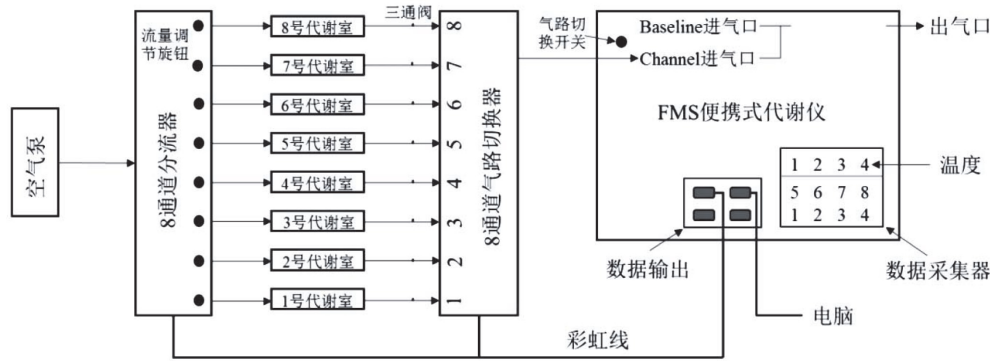 空气泵
流量调
节旋钮
8通道分流器
8号代谢室
7号代谢室
6号代谢室
5号代谢室
4号代谢室
3号代谢室
2号代谢室
1号代谢室
三通阀
8
7
6
5
4
3
2
1
8通道气路切换器
气路切
换开关
Baseline进气口
Channel进气口
出气口
FMS便携式代谢仪
1 2 3 4
5 6 7 8
1 2 3 4
温度
数据输出
数据采集器
电脑
彩虹线